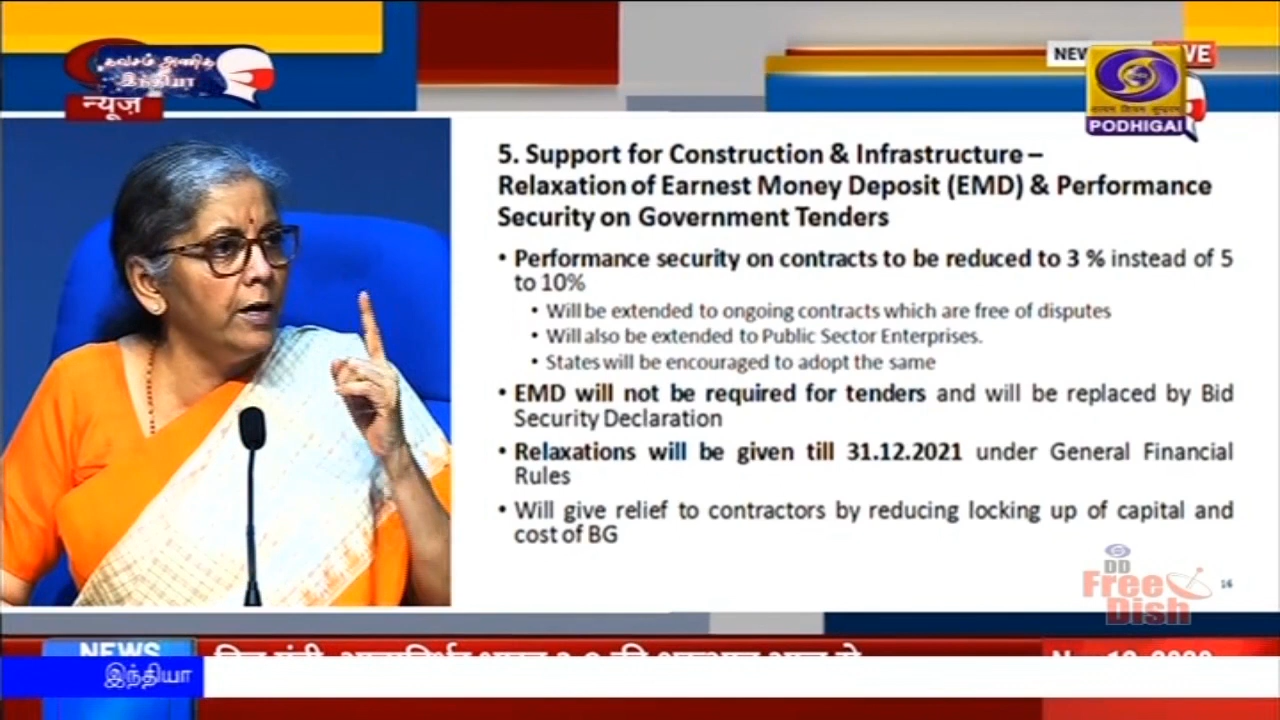 கவசம் அணிந்த
இந்தியா
न्यूज़
NEW
VE
PODHIGAI
5. Support for Construction & Infrastructure –
Relaxation of Earnest Money Deposit (EMD) & Performance
Security on Government Tenders
• Performance security on contracts to be reduced to 3 % instead of 5
to 10%
• Will be extended to ongoing contracts which are free of disputes
• Will also be extended to Public Sector Enterprises.
• States will be encouraged to adopt the same
• EMD will not be required for tenders and will be replaced by Bid
Security Declaration
• Relaxations will be given till 31.12.2021 under General Financial
Rules
• Will give relief to contractors by reducing locking up of capital and
cost of BG
DD
Free
Dish
16
NEWS
இந்தியா